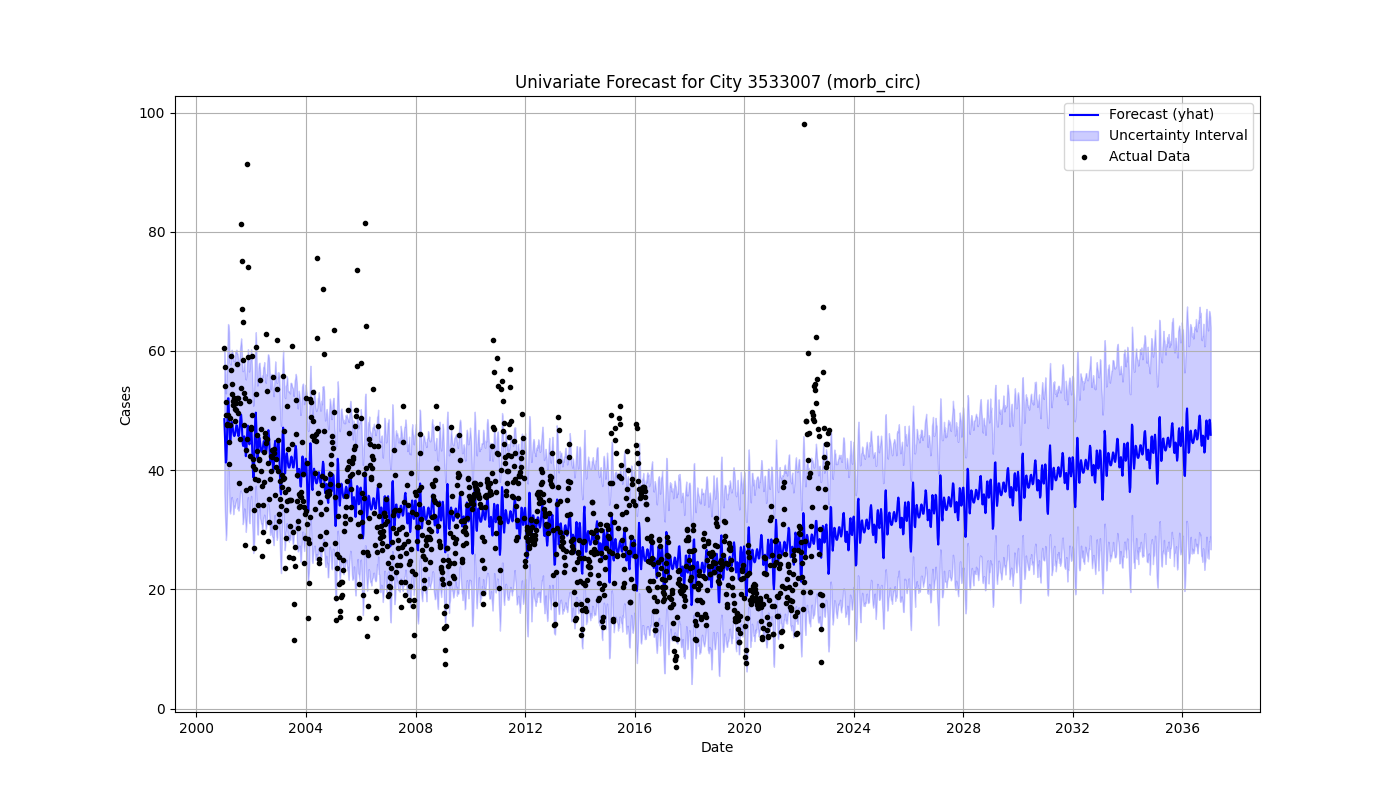 Univariate Forecast for City 3533007 (morb_circ)
Forecast (yhat)
Uncertainty Interval
Actual Data
Cases
100
80
60
40
20
0
2000 2004 2008 2012 2016 2020 2024 2028 2032 2036
Date